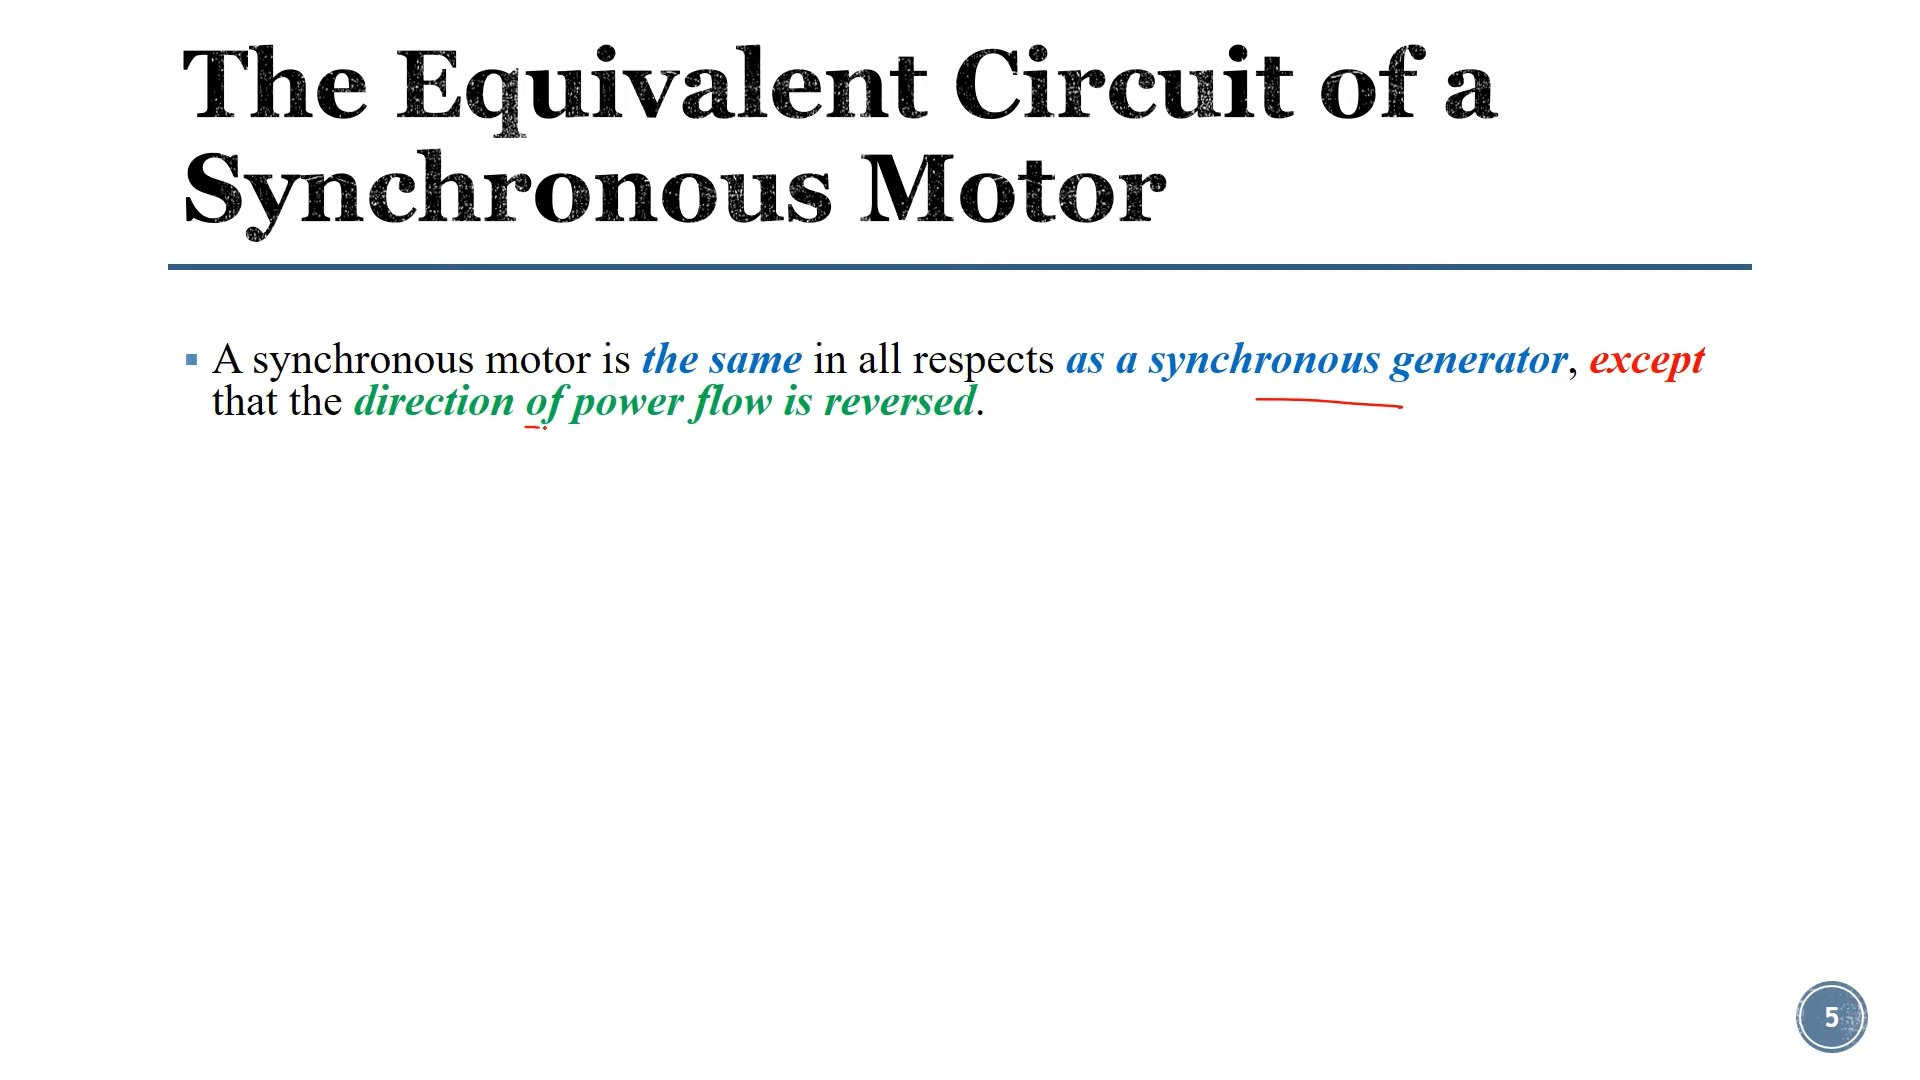 The Equivalent Circuit of a
Synchronous Motor
▪ A synchronous motor is the same in all respects as a synchronous generator, except
that the direction of power flow is reversed.
5